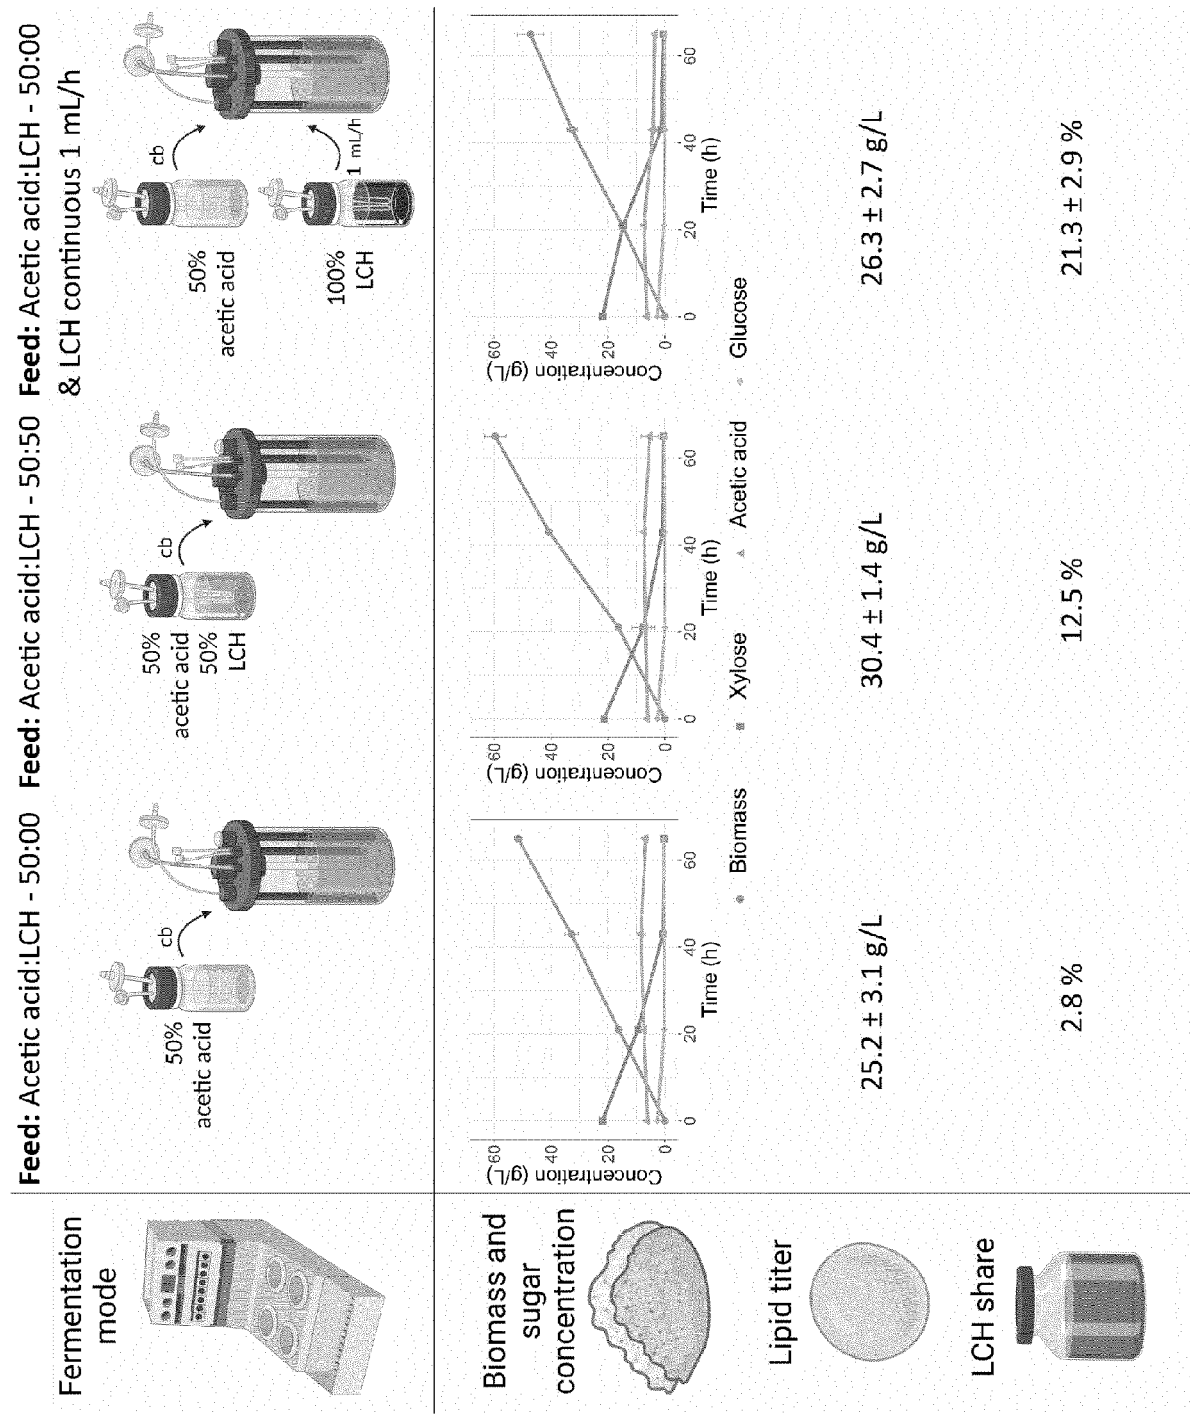 Fermentation
mode
Feed: Acetic acid:LCH - 50:00
50%
acetic acid
cb
Feed: Acetic acid:LCH - 50:50
50%
acetic acid
50%
LCH
cb
Feed: Acetic acid:LCH - 50:00
& LCH continuous 1 mL/h
50%
acetic acid
cb
100%
LCH
1 mL/h
Biomass and
sugar
concentration
Concentration (g/L)
60
40
20
0
0 20 40 60
Time (h)
Concentration (g/L)
60
40
20
0
0 20 40 60
Time (h)
Concentration (g/L)
60
40
20
0
0 20 40 60
Time (h)
Biomass Xylose Acetic acid Glucose
Lipid titer
25.2 ± 3.1 g/L
30.4 ± 1.4 g/L
26.3 ± 2.7 g/L
LCH share
2.8 %
12.5 %
21.3 ± 2.9 %